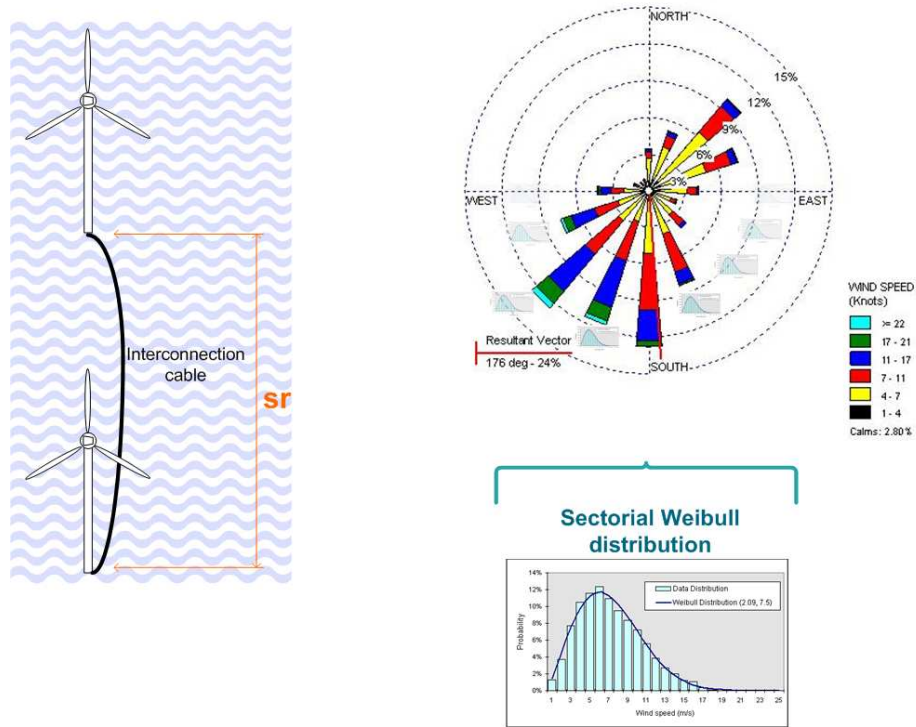 Interconnection
cable
sr
NORTH
15%
12%
9%
6%
3%
WEST
EAST
Resultant Vector
176 deg - 24%
SOUTH
WIND SPEED
(Knots)
>= 22
17 - 21
11 - 17
7 - 11
4 - 7
1 - 4
Calms: 2.80%
Sectorial Weibull
distribution
14%
12%
10%
8%
6%
4%
2%
0%
Probability
Data Distribution
Weibull Distribution (2.09, 7.5)
1 3 5 7 9 11 13 15 17 19 21 23 25
Wind speed (m/s)